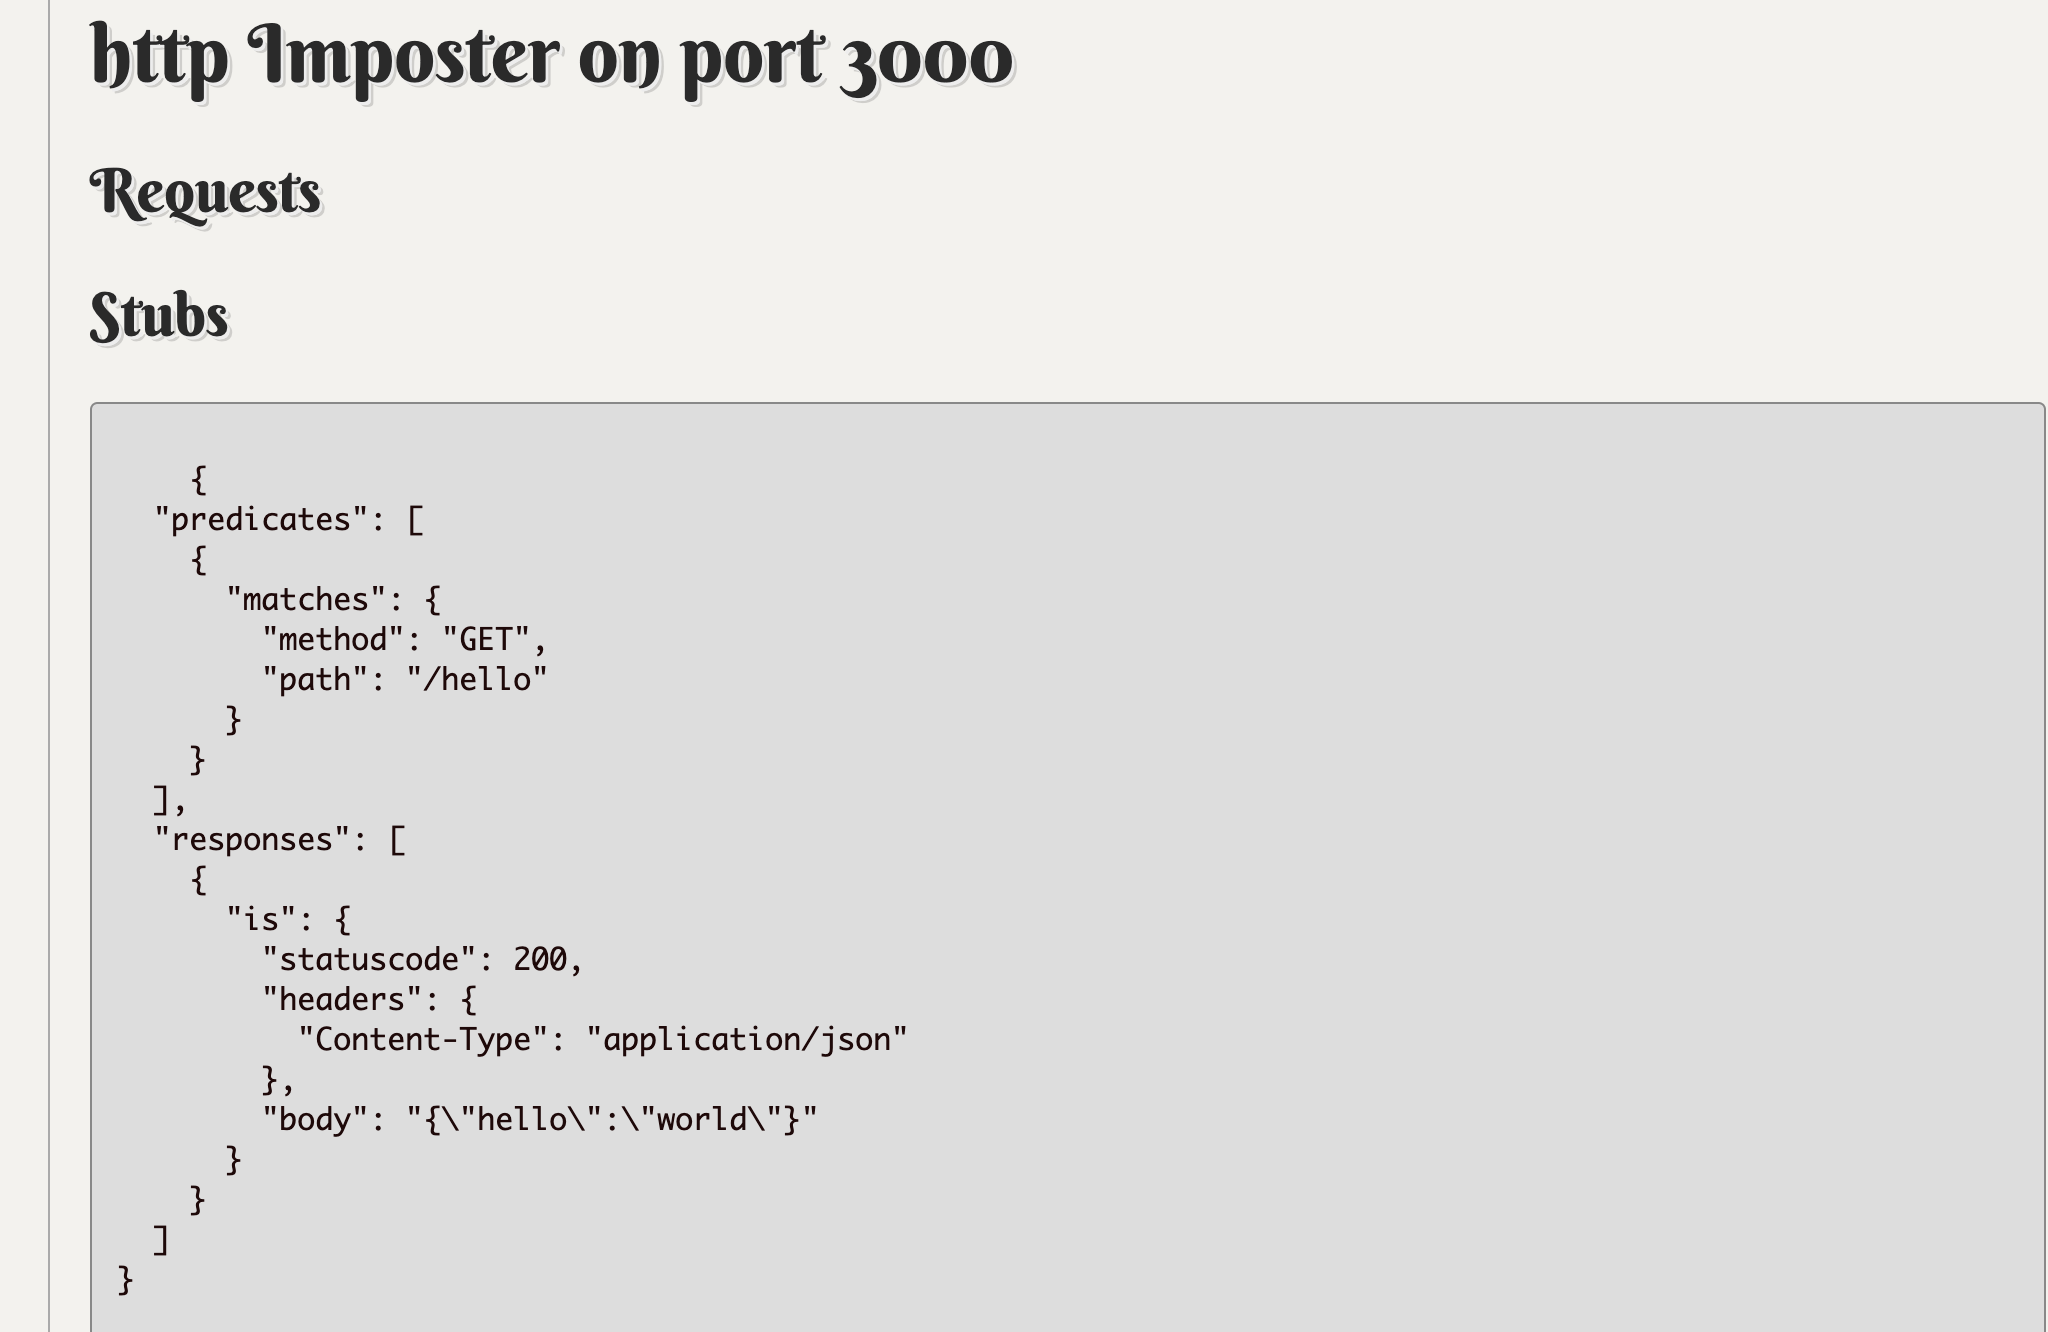 http Imposter on port 3000
Requests
Stubs
{
"predicates": [
{
"matches": {
"method": "GET",
"path": "/hello"
}
}
],
"responses": [
{
"is": {
"statuscode": 200,
"headers": {
"Content-Type": "application/json"
},
"body": "{\"hello\":\"world\"}"
}
}
]
}